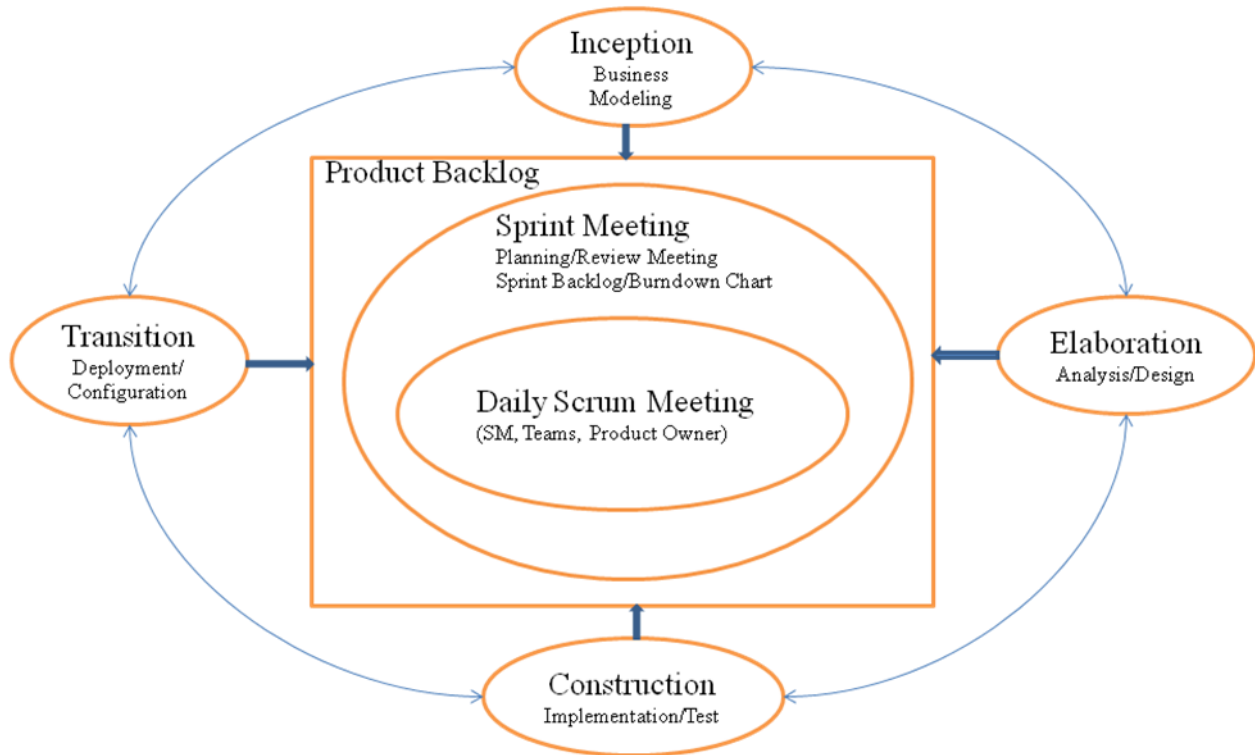 Inception
Business
Modeling
Product Backlog
Sprint Meeting
Planning/Review Meeting
Sprint Backlog/Burndown Chart
Transition
Deployment/
Configuration
Elaboration
Analysis/Design
Daily Scrum Meeting
(SM, Teams, Product Owner)
Construction
Implementation/Test